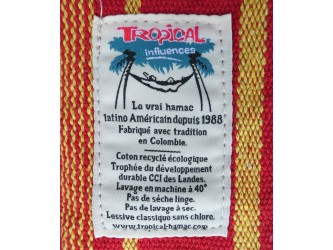 TROPICAL
influences
Le vrai hamac
latino Américain depuis 1988
Fabriqué avec tradition
en Colombie.
Coton recyclé écologique
Trophée du développement
durable CCI des Landes.
Lavage en machine à 40°
Pas de sèche linge.
Pas de lavage à sec.
Lessive classique sans chloro.
www.tropical-hamac.com